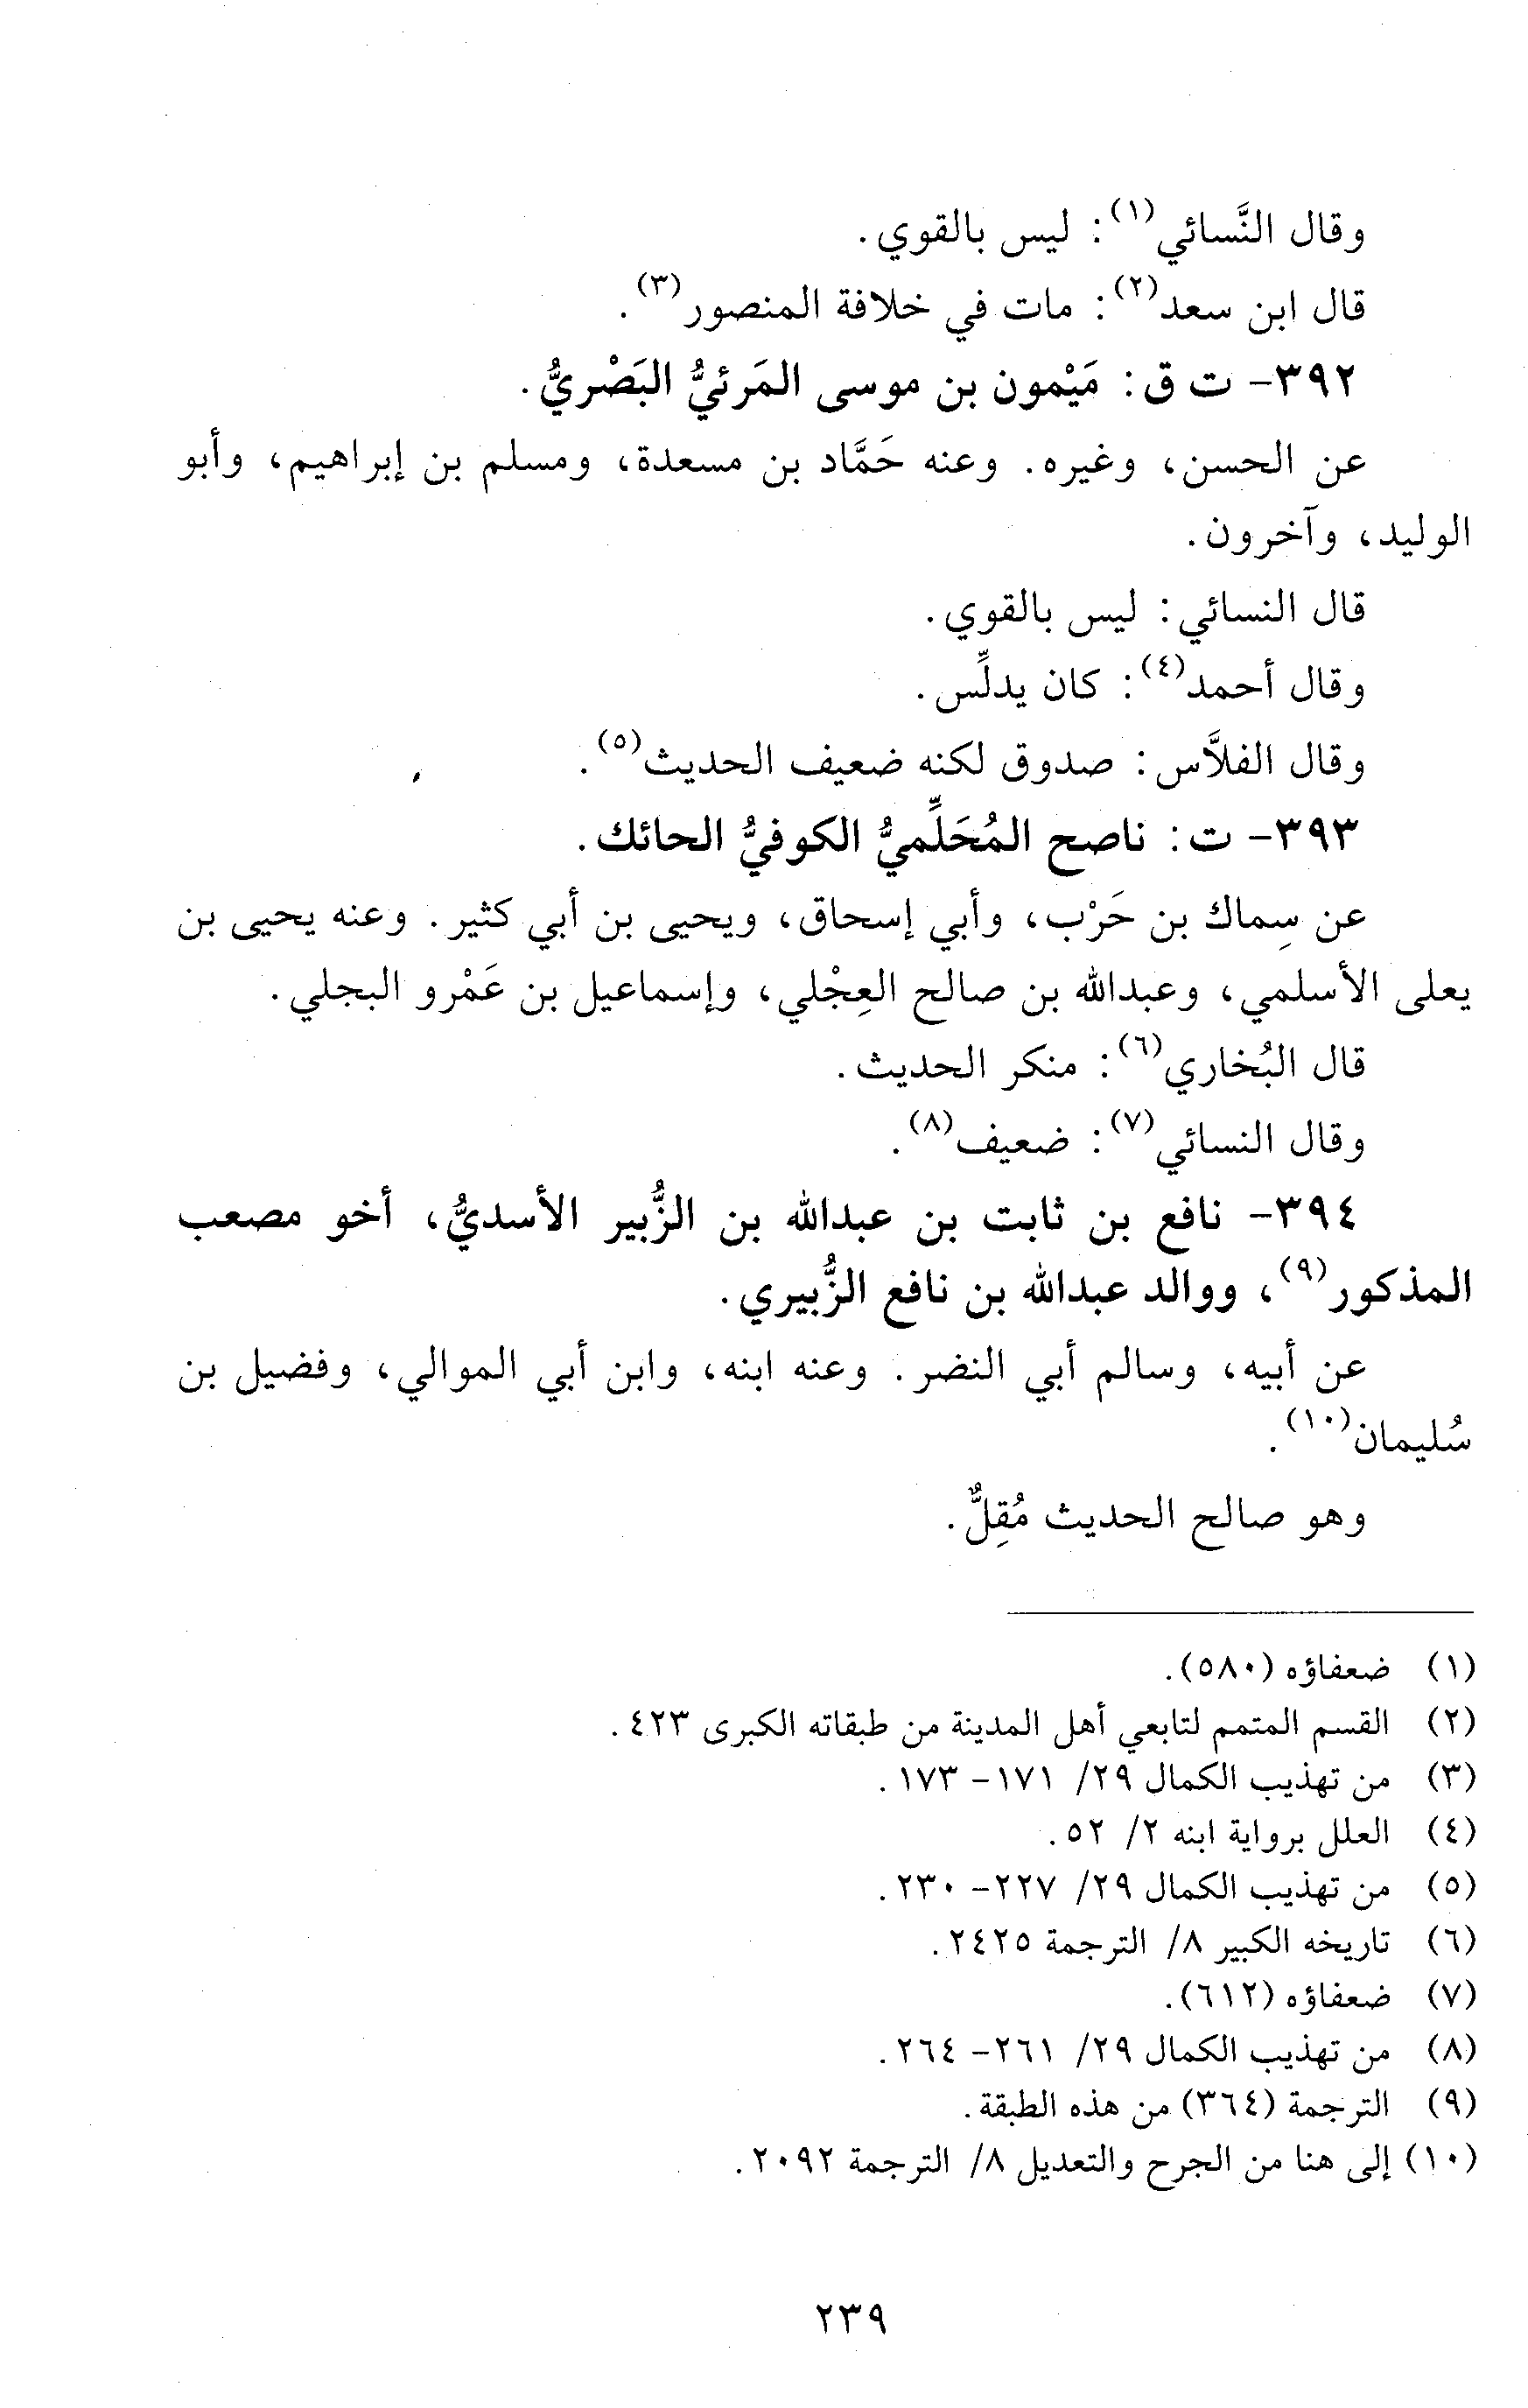 وقال النَّسائي(١): ليس بالقوي.
قال ابن سعد(٢): مات في خلافة المنصور(٣).
٣٩٢- ت ق: مَيْمون بن موسى المَرئيُّ البَصْريُّ.
عن الحسن، وغيره. وعنه حَمَّاد بن مسعدة، ومسلم بن إبراهيم، وأبو
الوليد، وآخرون.
قال النسائي: ليس بالقوي.
وقال أحمد(٤): كان يدلِّس.
وقال الفلاَّس: صدوق لكنه ضعيف الحديث(٥).
٣٩٣- ت: ناصح المُحَلِّميُّ الكوفيُّ الحائك.
عن سِماك بن حَرْب، وأبي إسحاق، ويحيى بن أبي كثير. وعنه يحيى بن
يعلى الأسلمي، وعبدالله بن صالح العِجْلي، وإسماعيل بن عَمْرو البجلي.
قال البُخاري(٦): منكر الحديث.
وقال النسائي(٧): ضعيف(٨).
٣٩٤- نافع بن ثابت بن عبدالله بن الزُّبير الأسديُّ، أخو مصعب
المذكور(٩)، ووالد عبدالله بن نافع الزُّبيري.
عن أبيه، وسالم أبي النضر. وعنه ابنه، وابن أبي الموالي، وفضيل بن
سُليمان(١٠).
وهو صالح الحديث مُقِلٌّ.
(١) ضعفاؤه (٥٨٠).
(٢) القسم المتمم لتابعي أهل المدينة من طبقاته الكبرى ٤٢٣.
(٣) من تهذيب الكمال ٢٩/ ١٧١- ١٧٣.
(٤) العلل برواية ابنه ٢/ ٥٢.
(٥) من تهذيب الكمال ٢٩/ ٢٢٧- ٢٣٠.
(٦) تاريخه الكبير ٨/ الترجمة ٢٤٢٥.
(٧) ضعفاؤه (٦١٢).
(٨) من تهذيب الكمال ٢٩/ ٢٦١- ٢٦٤.
(٩) الترجمة (٣٦٤) من هذه الطبقة.
(١٠) إلى هنا من الجرح والتعديل ٨/ الترجمة ٢٠٩٢.
٢٣٩